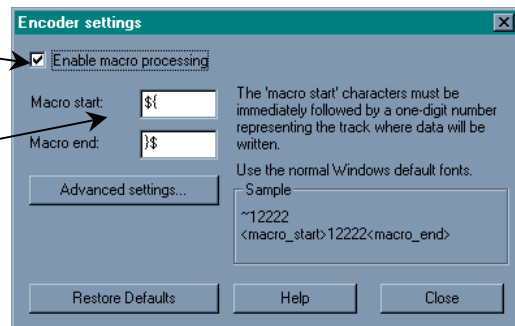 Encoder settings
Enable macro processing
Macro start:
${
Macro end:
}$
Advanced settings...
The 'macro start' characters must be
immediately followed by a one-digit number
representing the track where data will be
written.
Use the normal Windows default fonts.
Sample
~12222
<macro_start>12222<macro_end>
Restore Defaults
Help
Close